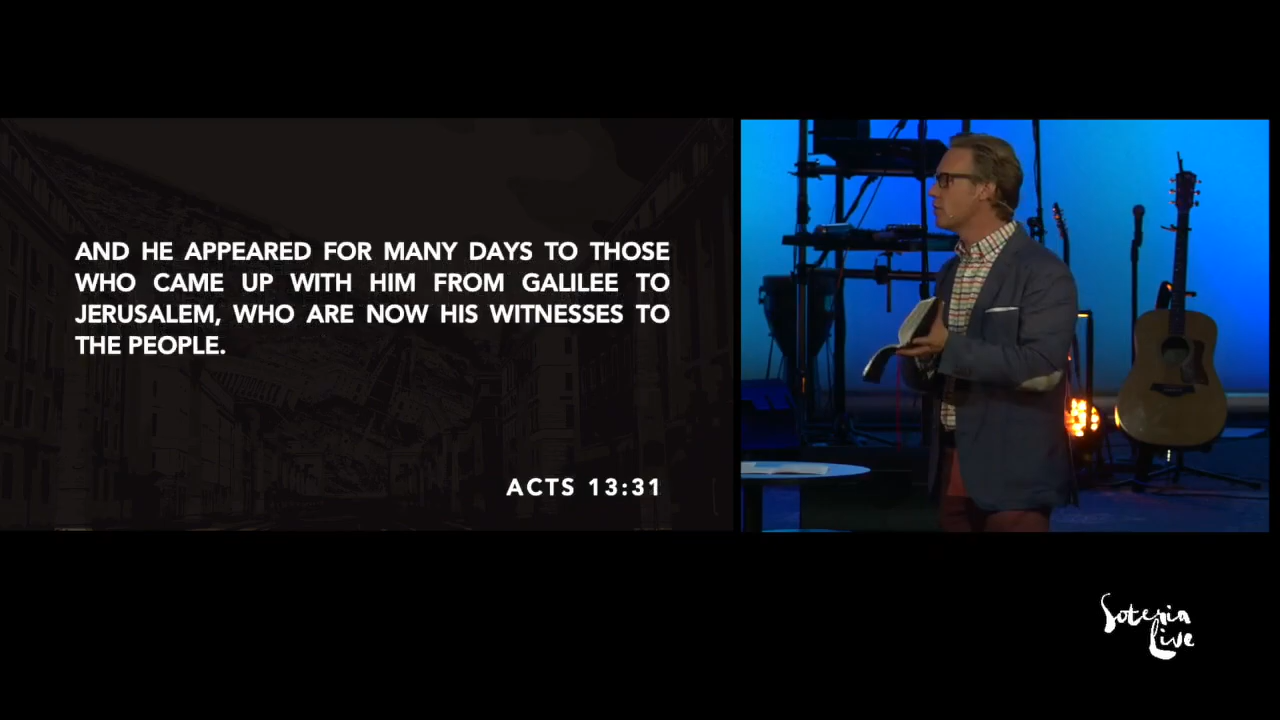 AND HE APPEARED FOR MANY DAYS TO THOSE
WHO CAME UP WITH HIM FROM GALILEE TO
JERUSALEM, WHO ARE NOW HIS WITNESSES TO
THE PEOPLE.
ACTS 13:31
Soteria
Live